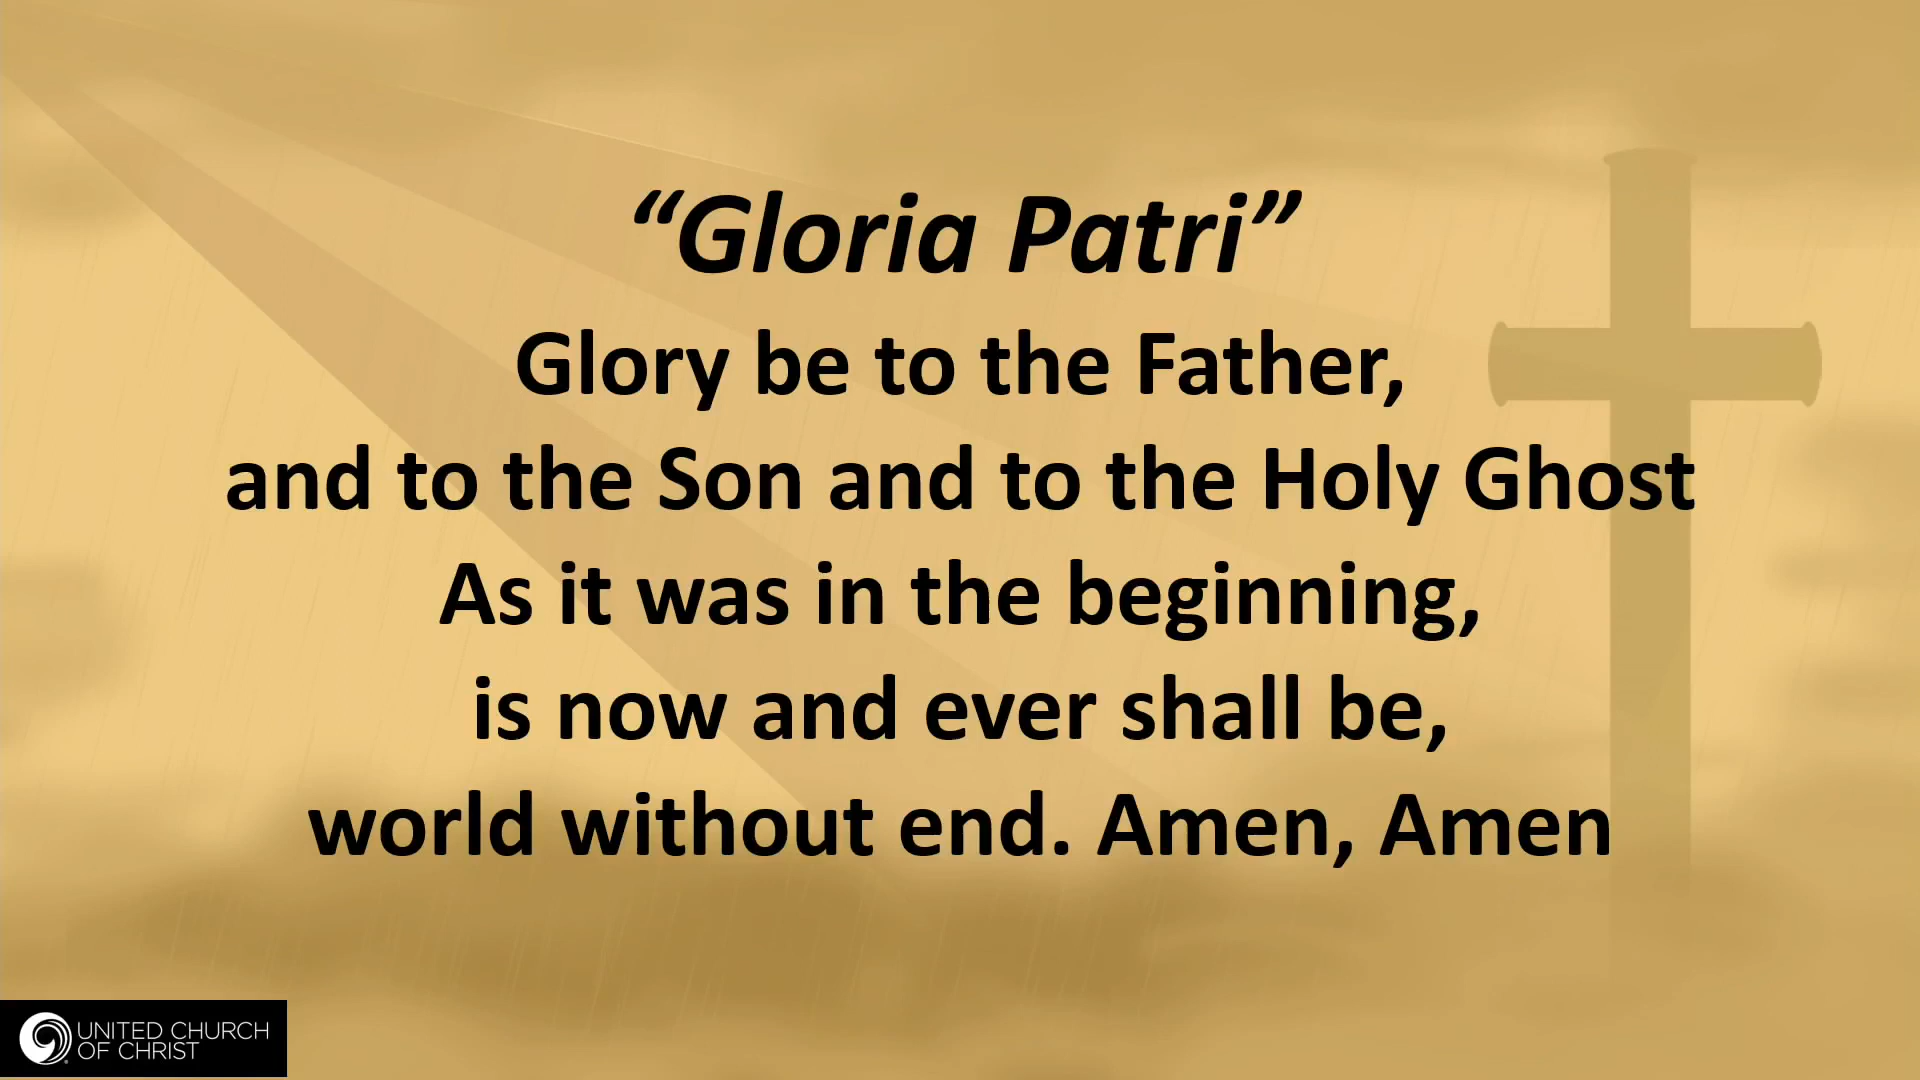 “Gloria Patri”
Glory be to the Father,
and to the Son and to the Holy Ghost
As it was in the beginning,
is now and ever shall be,
world without end. Amen, Amen
UNITED CHURCH
OF CHRIST